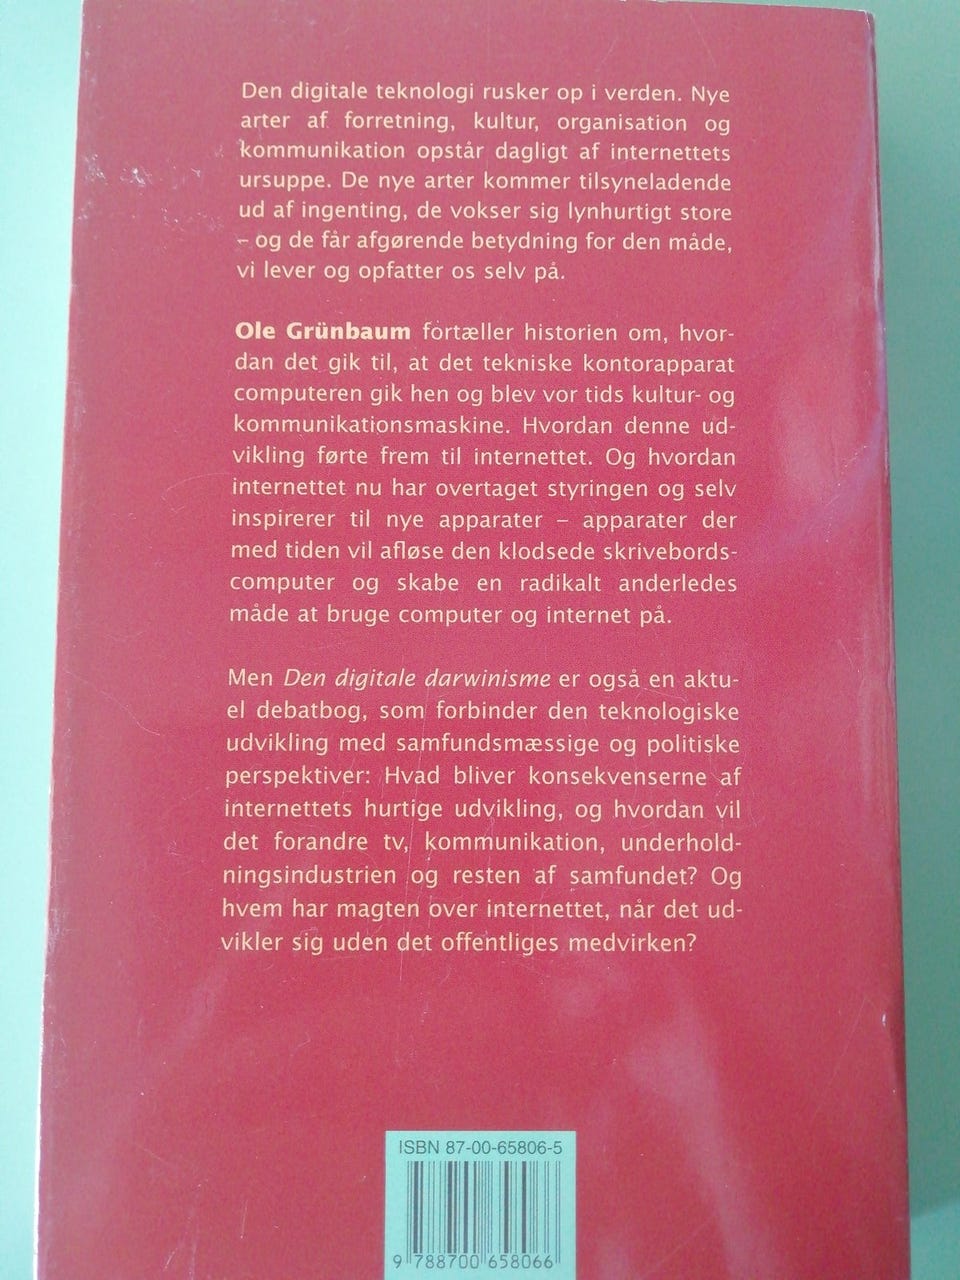 Den digitale teknologi rusker op i verden. Nye
arter af forretning, kultur, organisation og
kommunikation opstår dagligt af internettets
ursuppe. De nye arter kommer tilsyneladende
ud af ingenting, de vokser sig lynhurtigt store
– og de får afgørende betydning for den måde,
vi lever og opfatter os selv på.
Ole Grünbaum fortæller historien om, hvor-
dan det gik til, at det tekniske kontorapparat
computeren gik hen og blev vor tids kultur- og
kommunikationsmaskine. Hvordan denne ud-
vikling førte frem til internettet. Og hvordan
internettet nu har overtaget styringen og selv
inspirerer til nye apparater – apparater der
med tiden vil afløse den klodsede skrivebords-
computer og skabe en radikalt anderledes
måde at bruge computer og internet på.
Men Den digitale darwinisme er også en aktu-
el debatbog, som forbinder den teknologiske
udvikling med samfundsmæssige og politiske
perspektiver: Hvad bliver konsekvenserne af
internettets hurtige udvikling, og hvordan vil
det forandre tv, kommunikation, underhold-
ningsindustrien og resten af samfundet? Og
hvem har magten over internettet, når det ud-
vikler sig uden det offentliges medvirken?
ISBN 87-00-65806-5
9 788700 658066